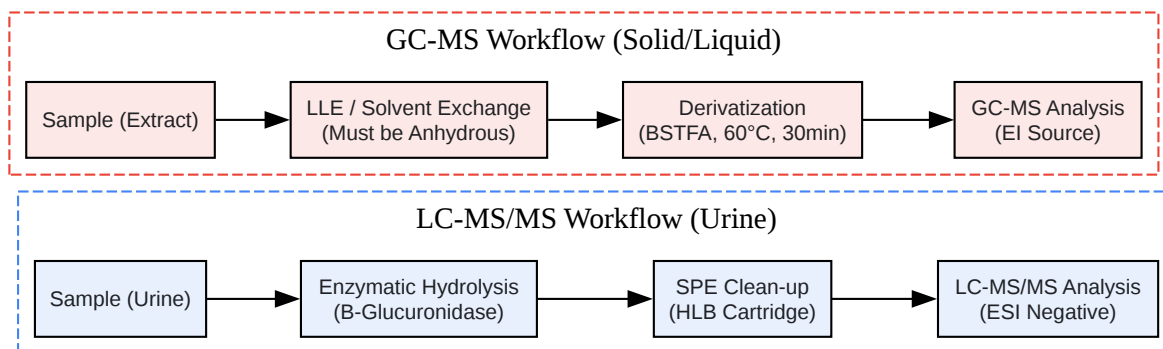 GC-MS Workflow (Solid/Liquid)
Sample (Extract)
LLE / Solvent Exchange
(Must be Anhydrous)
Derivatization
(BSTFA, 60°C, 30min)
GC-MS Analysis
(EI Source)
LC-MS/MS Workflow (Urine)
Sample (Urine)
Enzymatic Hydrolysis
(B-Glucuronidase)
SPE Clean-up
(HLB Cartridge)
LC-MS/MS Analysis
(ESI Negative)